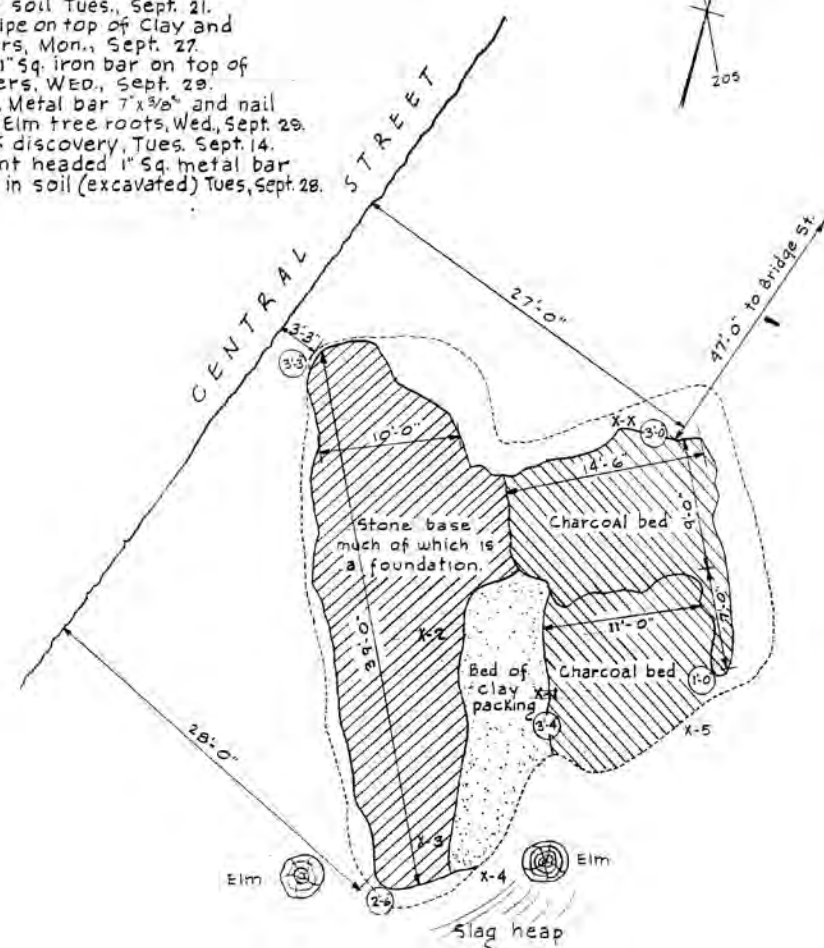 soil Tues., Sept. 21.
ipe on top of Clay and
rs, Mon., Sept. 27.
1" Sq. iron bar on top of
ers, WED., Sept. 29.
Metal bar 7" x 3/8" and nail
Elm tree roots, Wed., Sept. 29.
discovery, Tues. Sept. 14.
nt headed 1" Sq. metal bar
in soil (excavated) Tues, Sept. 28.
205
CENTRAL STREET
27'-0"
47'-0" to Bridge St.
3'-3"
3'-3"
X-X
3'-0
10'-0"
14'-6"
9'-0"
Stone base
much of which is
a foundation.
Charcoal bed
39'-0"
7'-0"
11'-0"
X-2
Bed of
clay
packing
Charcoal bed
1'-0
3'-4
X-5
28'-0"
X-3
X-4
Elm
Elm
2'-6
Slag heap